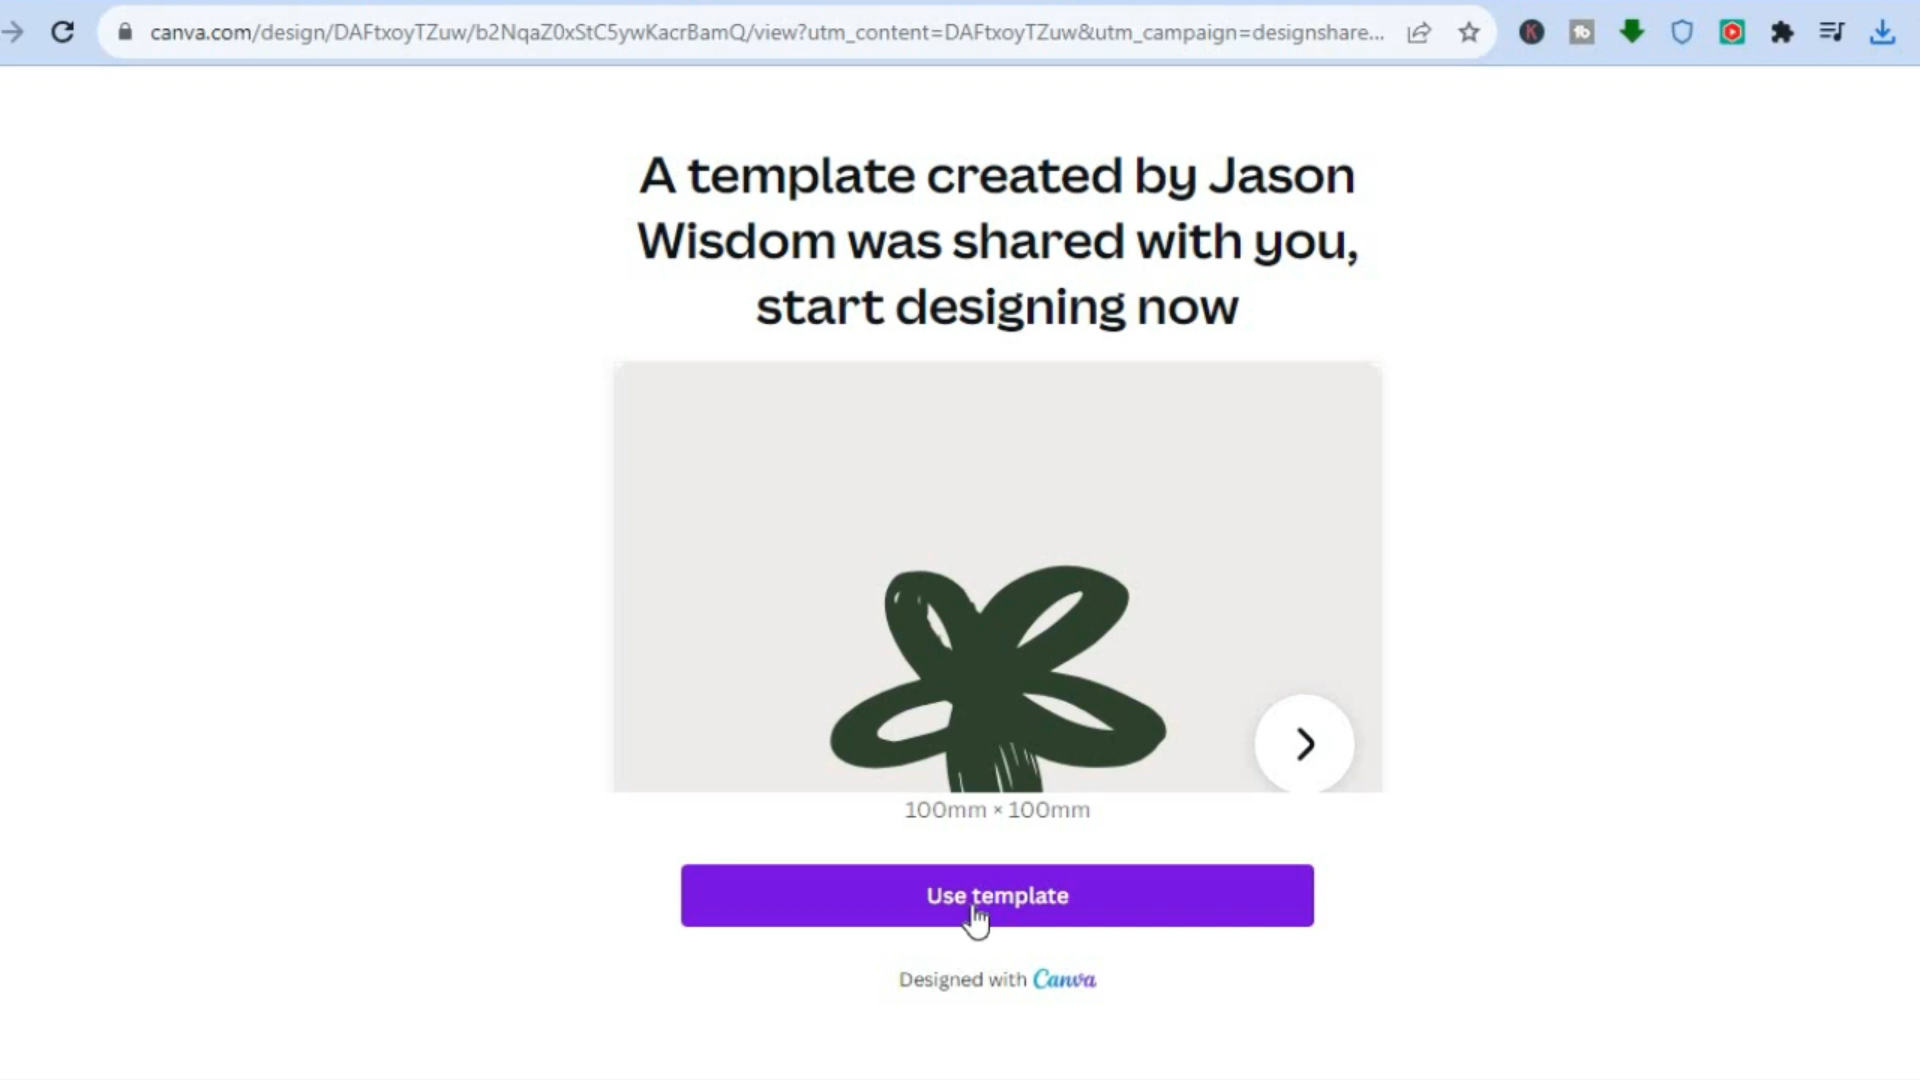 canva.com/design/DAFtxoyTZuw/b2NqaZ0xStC5ywKacrBamQ/view?utm_content=DAFtxoyTZuw&utm_campaign=designshare...
K
tb
A template created by Jason
Wisdom was shared with you,
start designing now
100mm × 100mm
Use template
Designed with Canva